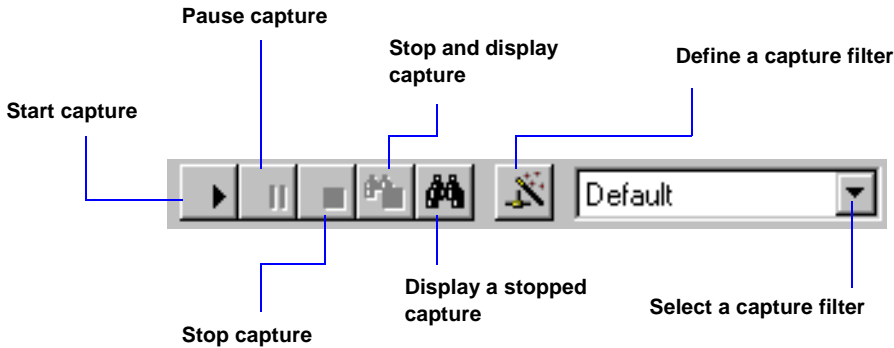 Pause capture
Stop and display
capture
Define a capture filter
Start capture
Default
Display a stopped
capture
Select a capture filter
Stop capture